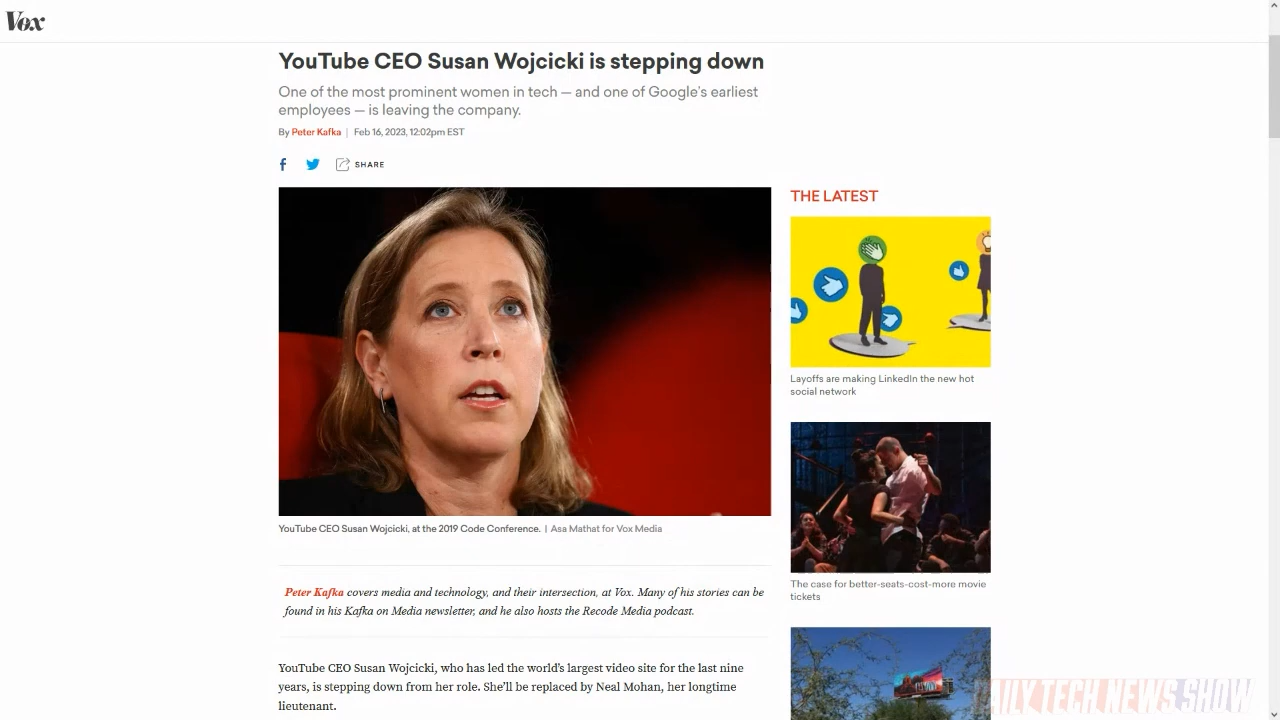 Vox
YouTube CEO Susan Wojcicki is stepping down
One of the most prominent women in tech — and one of Google's earliest
employees — is leaving the company.
By Peter Kafka | Feb 16, 2023, 12:02pm EST
SHARE
YouTube CEO Susan Wojcicki, at the 2019 Code Conference. | Asa Mathat for Vox Media
Peter Kafka covers media and technology, and their intersection, at Vox. Many of his stories can be
found in his Kafka on Media newsletter, and he also hosts the Recode Media podcast.
YouTube CEO Susan Wojcicki, who has led the world's largest video site for the last nine
years, is stepping down from her role. She'll be replaced by Neal Mohan, her longtime
lieutenant.
THE LATEST
Layoffs are making LinkedIn the new hot
social network
The case for better-seats-cost-more movie
tickets
DAILY TECH NEWS SHOW